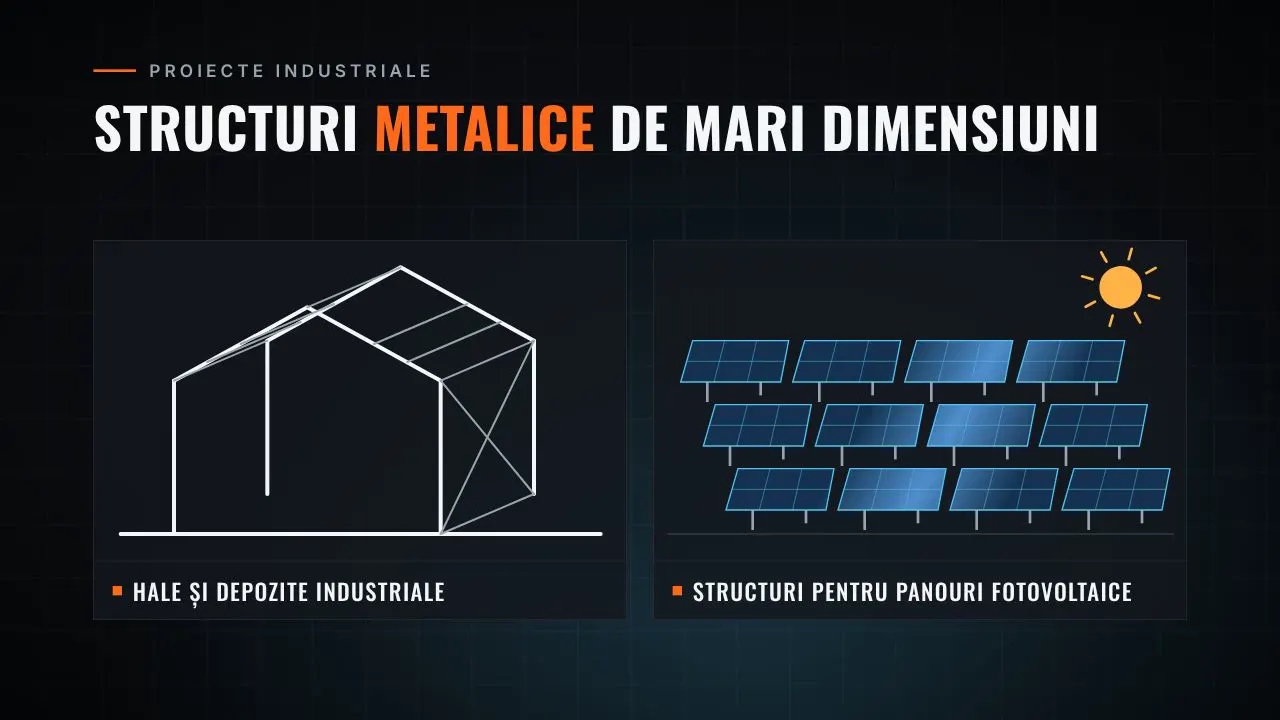 PROIECTE INDUSTRIALE
STRUCTURI METALICE DE MARI DIMENSIUNI
HALE ȘI DEPOZITE INDUSTRIALE
STRUCTURI PENTRU PANOURI FOTOVOLTAICE